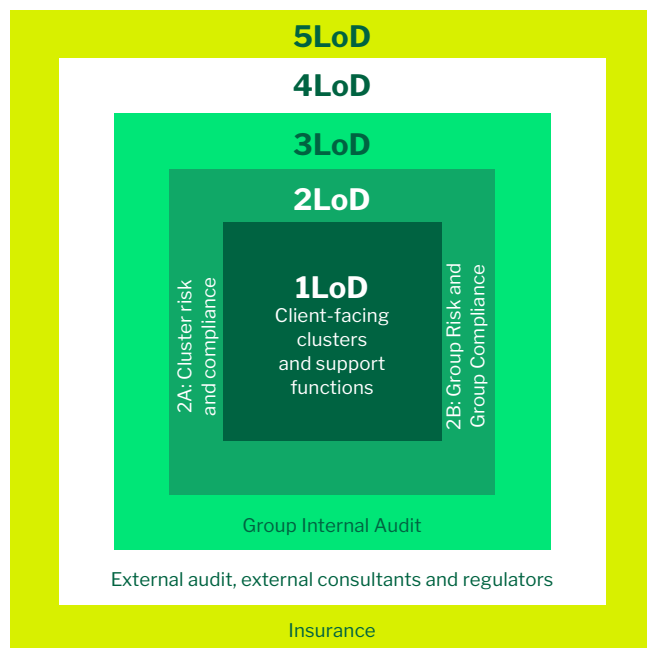 5LoD
4LoD
3LoD
2LoD
1LoD
Client-facing
clusters
and support
functions
2A: Cluster risk
and compliance
2B: Group Risk and
Group Compliance
Group Internal Audit
External audit, external consultants and regulators
Insurance